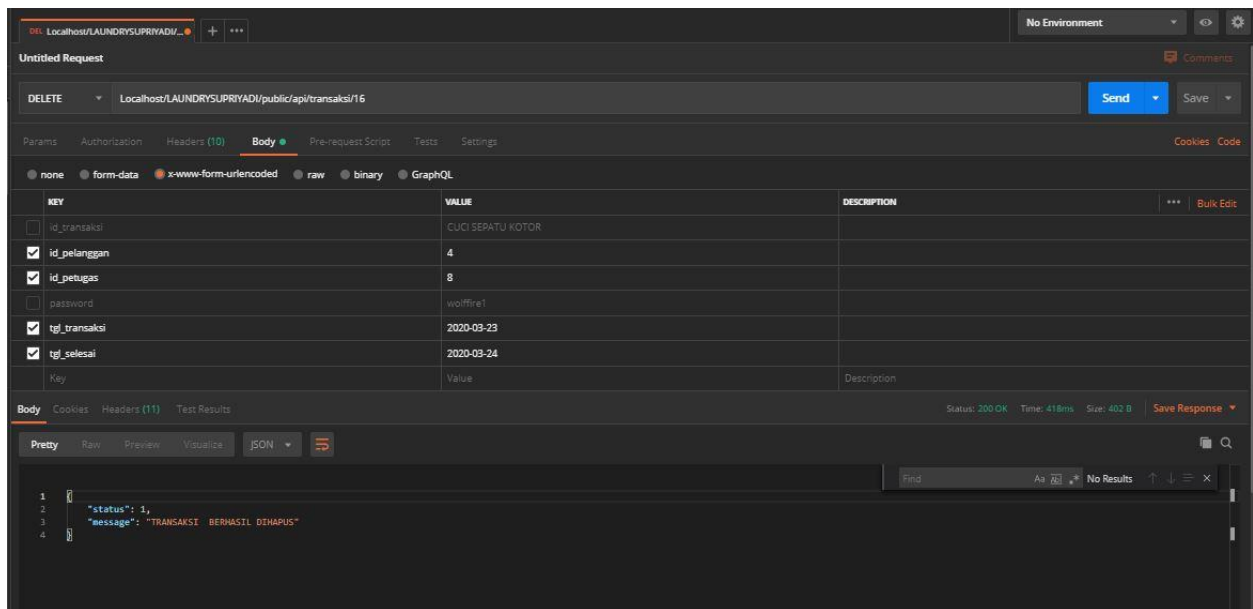 DEL Localhost/LAUNDRYSUPRIYADI/... + ••• No Environment
Untitled Request Comments
DELETE Localhost/LAUNDRYSUPRIYADI/public/api/transaksi/16 Send Save
Params Authorization Headers (10) Body Pre-request Script Tests Settings Cookies Code
none form-data x-www-form-urlencoded raw binary GraphQL
KEY VALUE DESCRIPTION ••• Bulk Edit
id_transaksi CUCI SEPATU KOTOR
id_pelanggan 4
id_petugas 8
password wolffire1
tgl_transaksi 2020-03-23
tgl_selesai 2020-03-24
Key Value Description
Body Cookies Headers (11) Test Results Status: 200 OK Time: 418ms Size: 402 B Save Response
Pretty Raw Preview Visualize JSON
Find Aa Abl .* No Results
1 {
2 "status": 1,
3 "message": "TRANSAKSI  BERHASIL DIHAPUS"
4 }